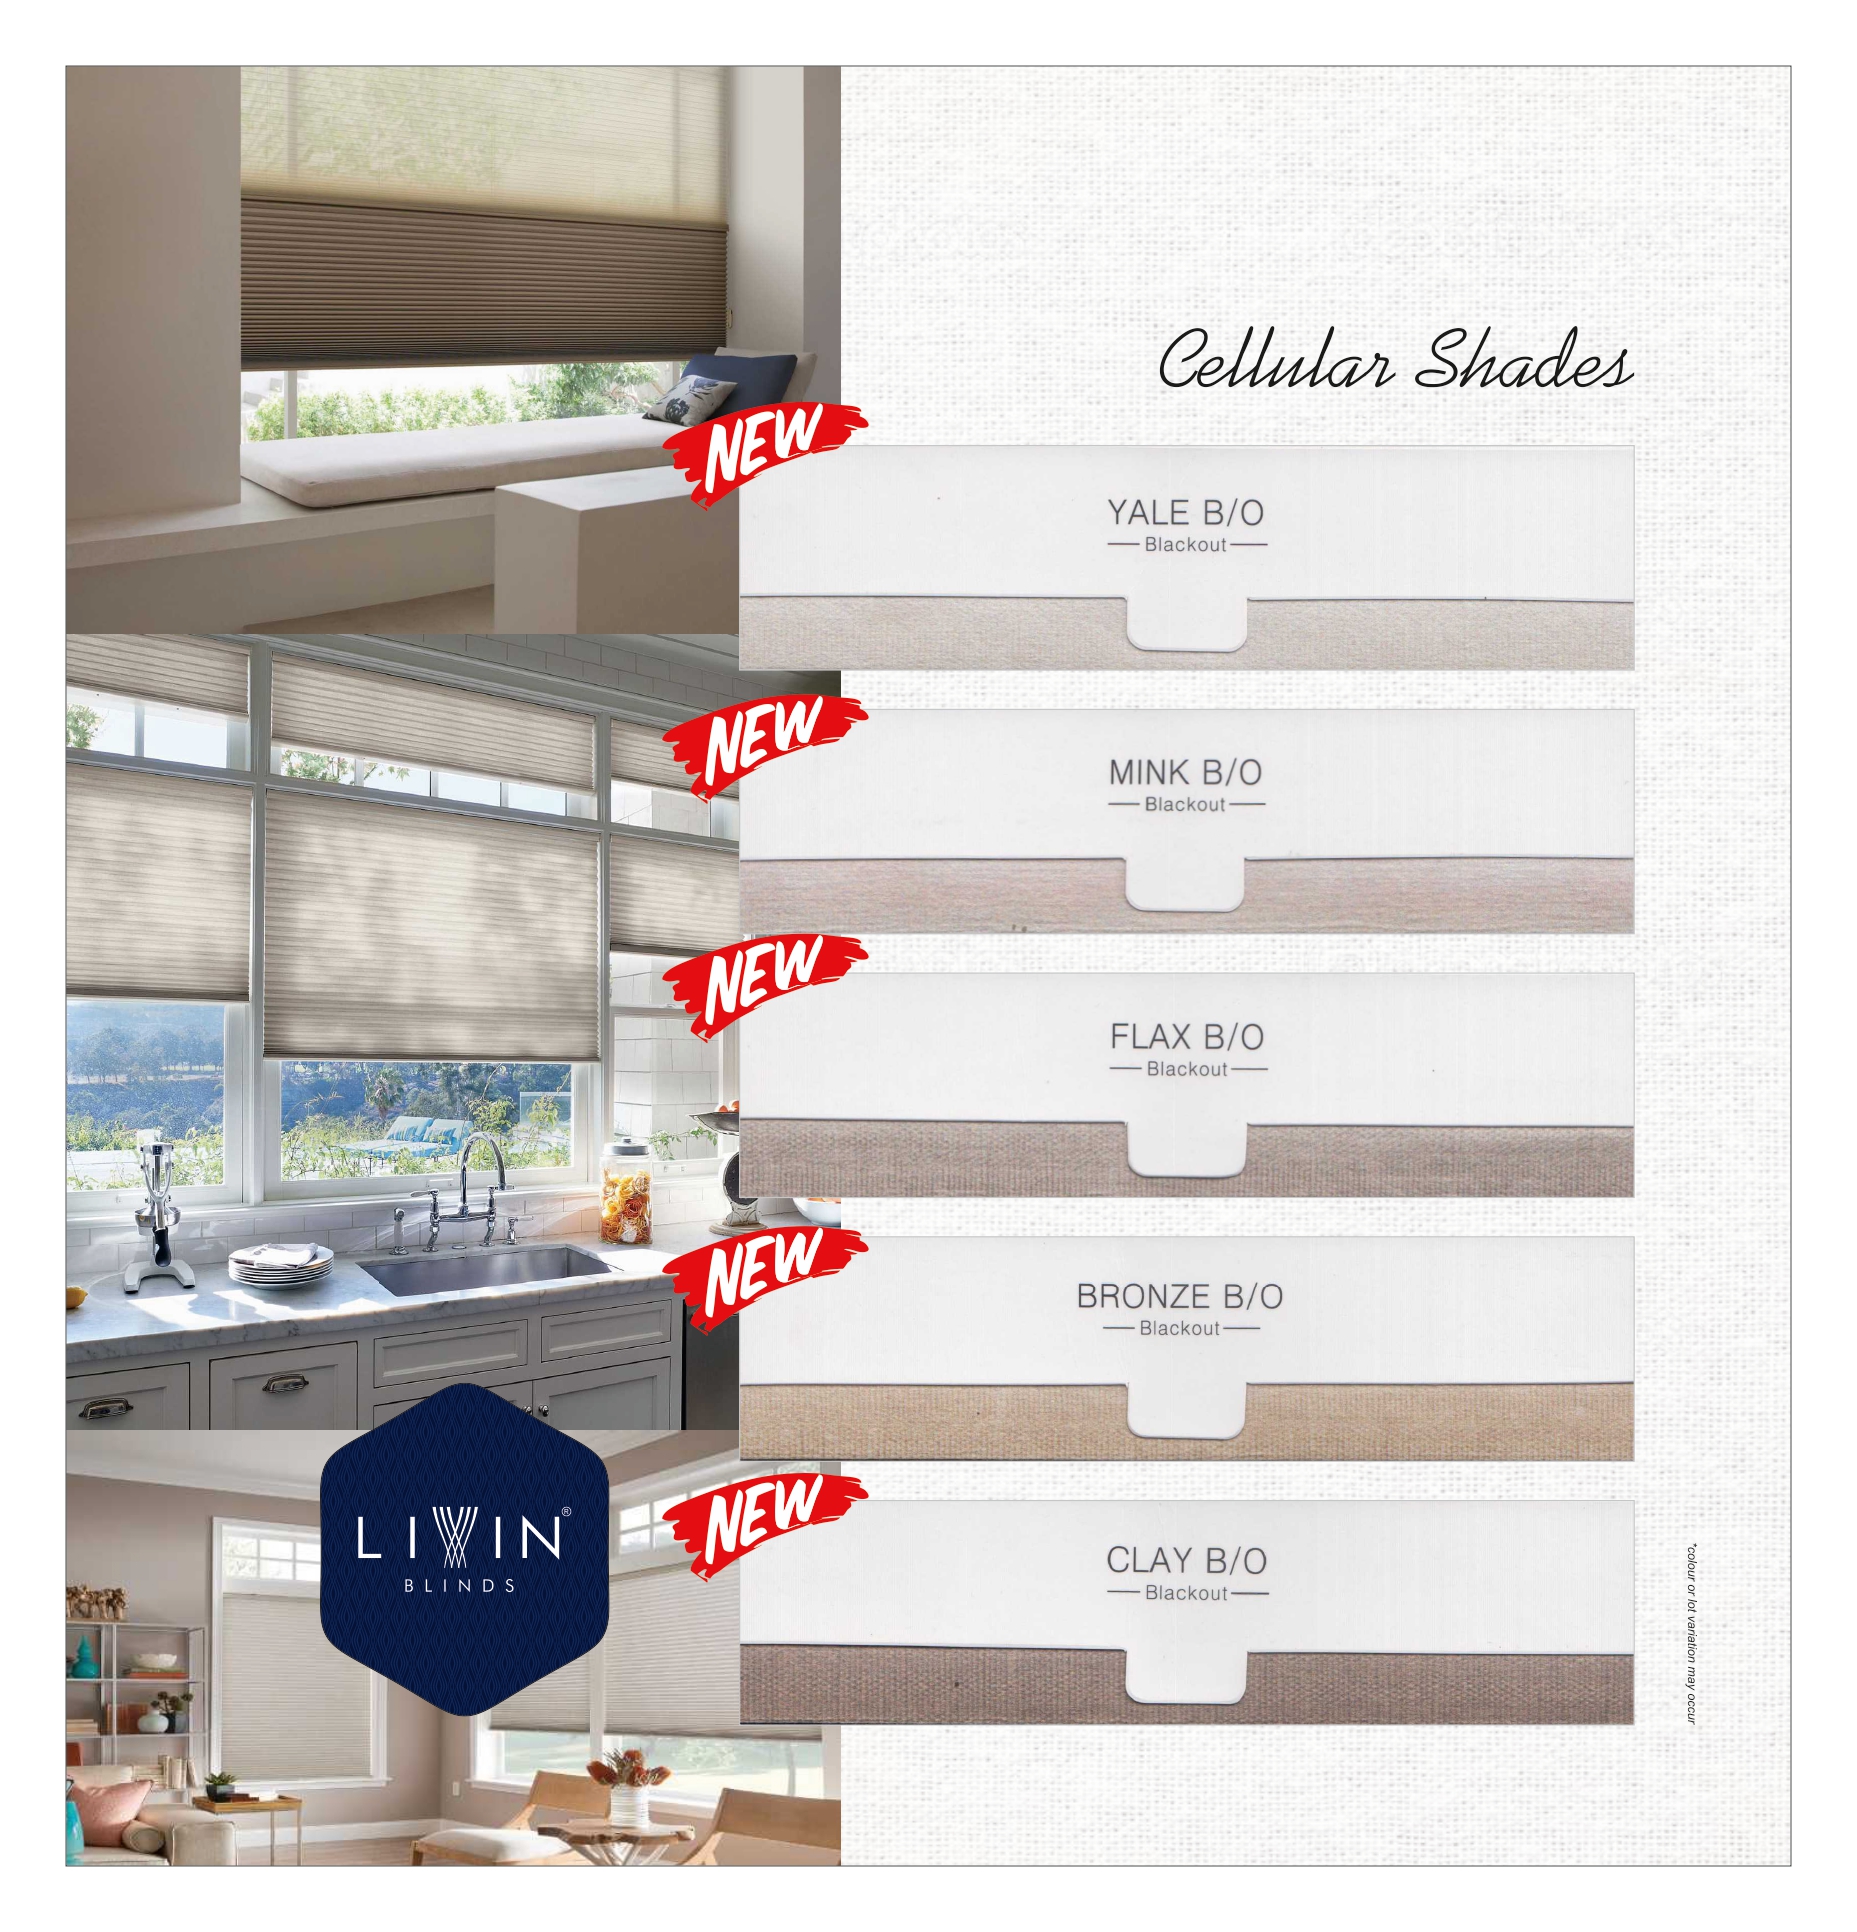 Cellular Shades
NEW
YALE B/O
Blackout
NEW
MINK B/O
Blackout
NEW
FLAX B/O
Blackout
NEW
BRONZE B/O
Blackout
NEW
CLAY B/O
Blackout
LIVIN®
BLINDS
*colour or lot variation may occur